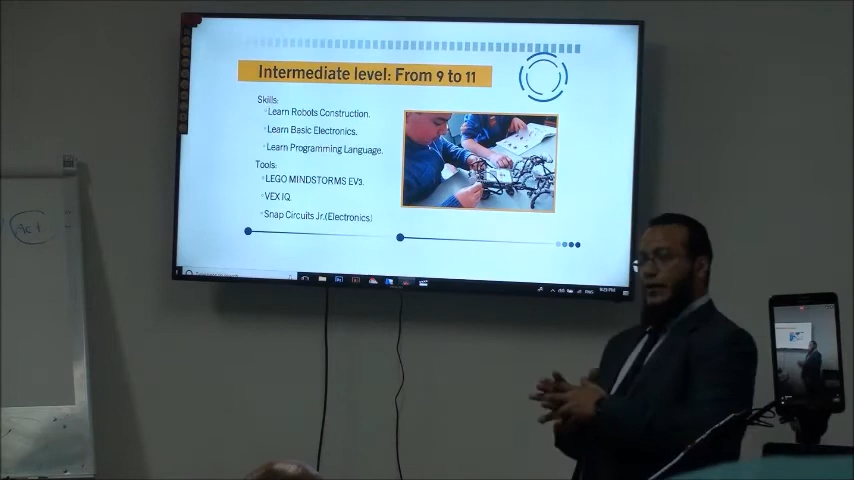 Intermediate level: From 9 to 11
Skills:
Learn Robots Construction.
Learn Basic Electronics.
Learn Programming Language.
Tools:
LEGO MINDSTORMS EV3.
VEX IQ.
Snap Circuits Jr.(Electronics)